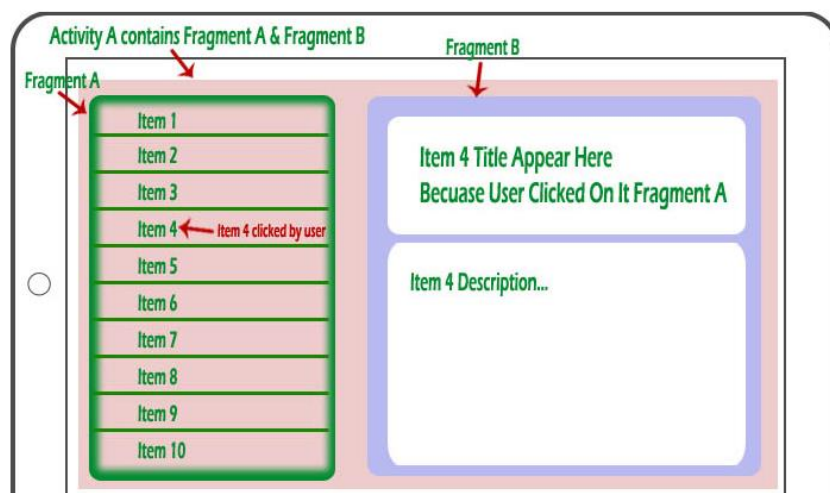 Activity A contains Fragment A & Fragment B
Fragment B
Fragment A
Item 1
Item 2
Item 3
Item 4
Item 4 clicked by user
Item 5
Item 6
Item 7
Item 8
Item 9
Item 10
Item 4 Title Appear Here
Becuase User Clicked On It Fragment A
Item 4 Description...